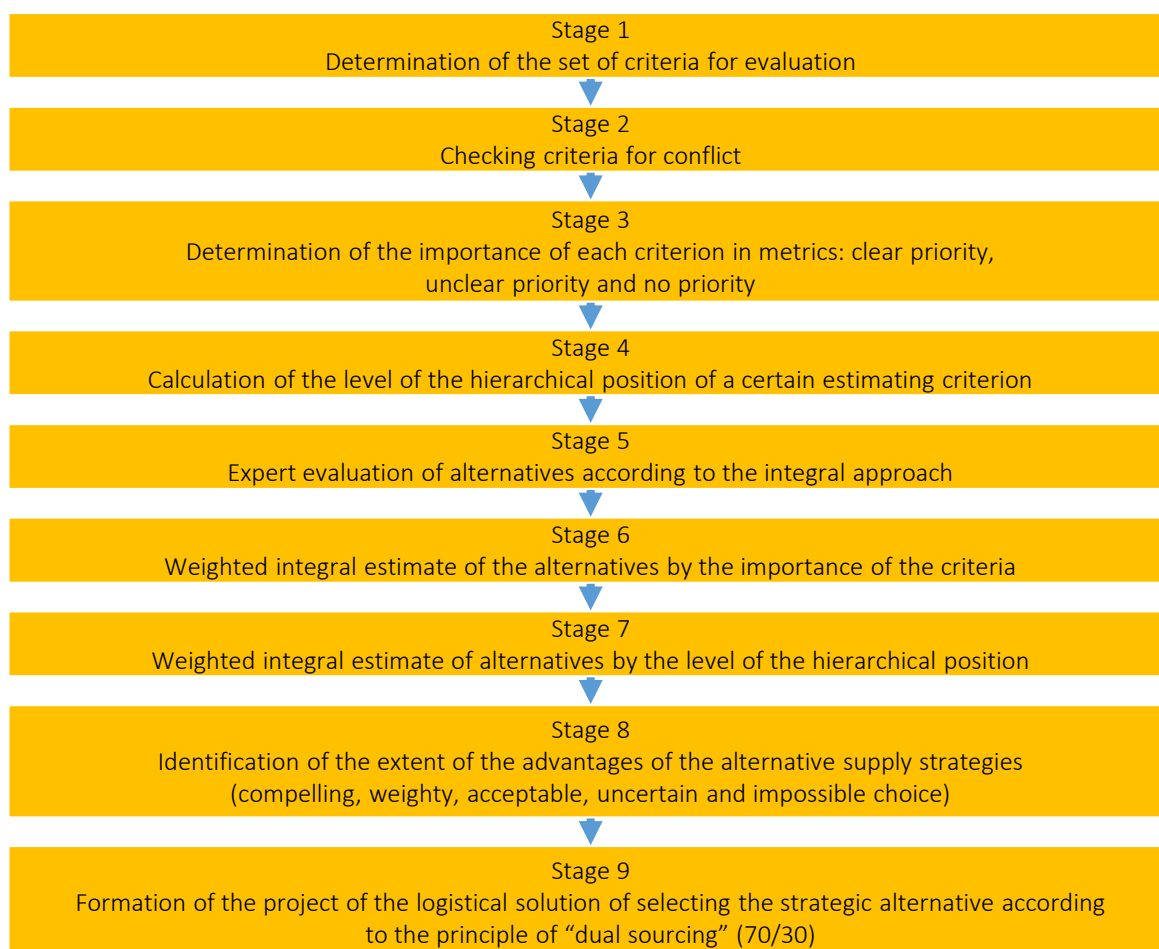 Stage 1
Determination of the set of criteria for evaluation
Stage 2
Checking criteria for conflict
Stage 3
Determination of the importance of each criterion in metrics: clear priority,
unclear priority and no priority
Stage 4
Calculation of the level of the hierarchical position of a certain estimating criterion
Stage 5
Expert evaluation of alternatives according to the integral approach
Stage 6
Weighted integral estimate of the alternatives by the importance of the criteria
Stage 7
Weighted integral estimate of alternatives by the level of the hierarchical position
Stage 8
Identification of the extent of the advantages of the alternative supply strategies
(compelling, weighty, acceptable, uncertain and impossible choice)
Stage 9
Formation of the project of the logistical solution of selecting the strategic alternative according
to the principle of “dual sourcing” (70/30)